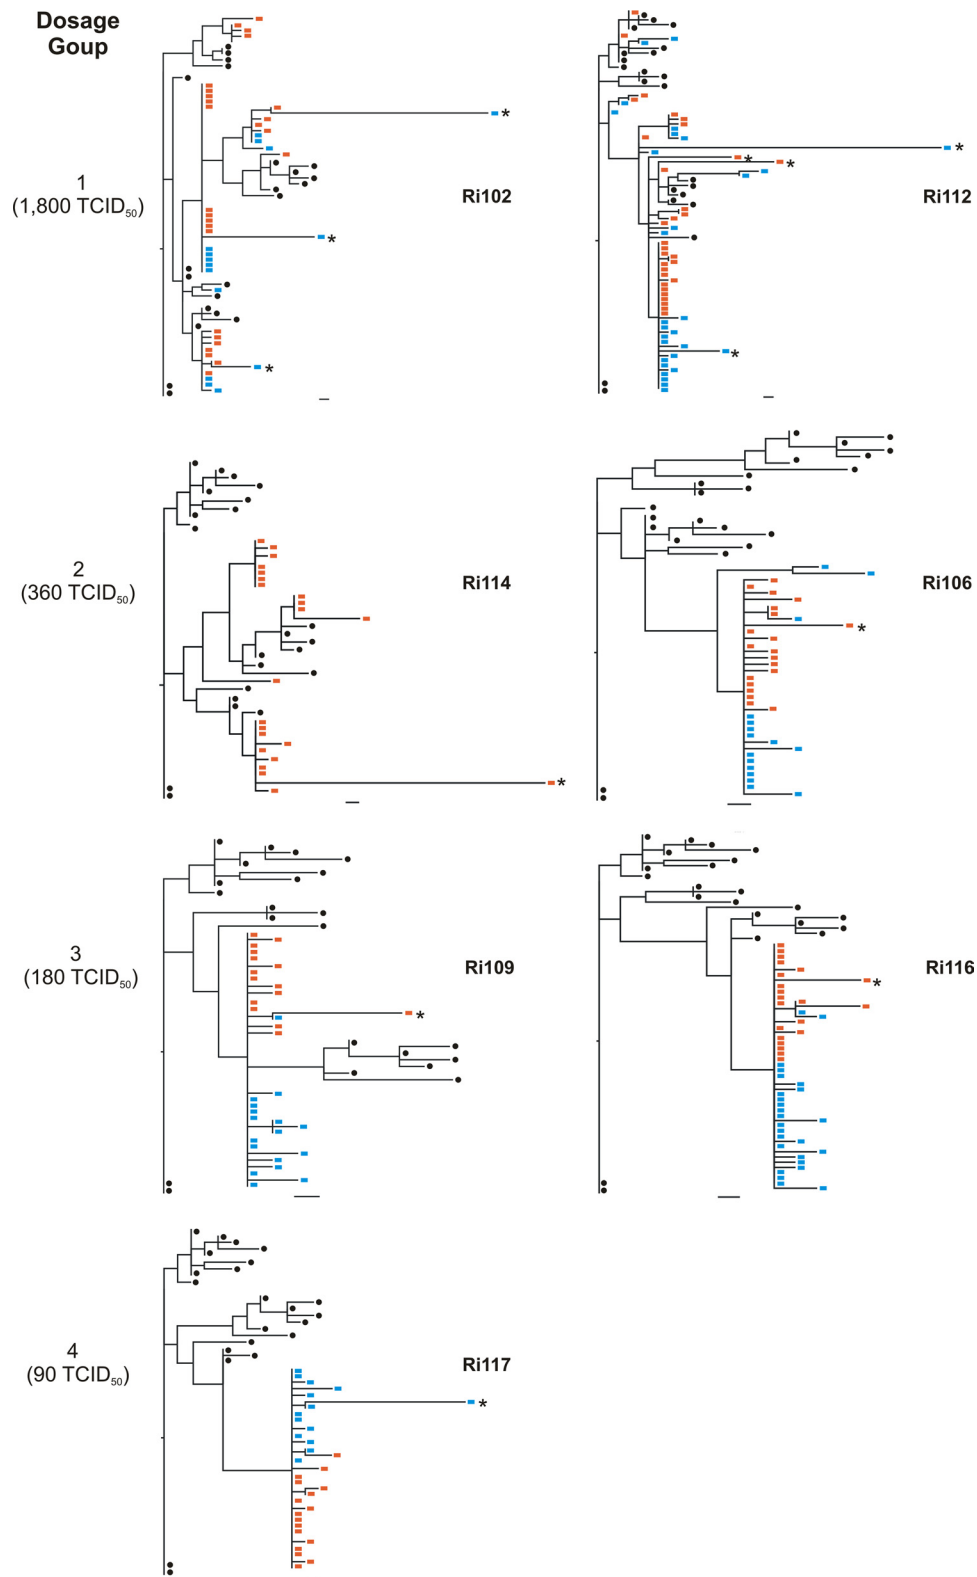 Dosage
Goup
*
*
1
(1,800 TCID50)
Ri102
*
*
*
*
*
Ri112
*
2
(360 TCID50)
Ri114
*
Ri106
*
3
(180 TCID50)
Ri109
*
Ri116
*
4
(90 TCID50)
Ri117
*